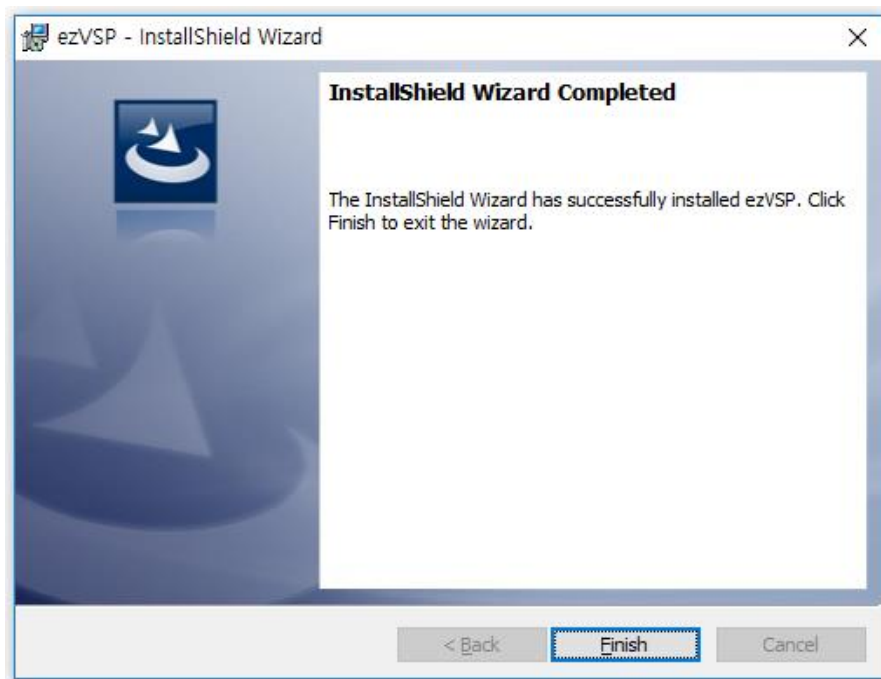 ezVSP - InstallShield Wizard
InstallShield Wizard Completed
The InstallShield Wizard has successfully installed ezVSP. Click
Finish to exit the wizard.
< Back
Finish
Cancel